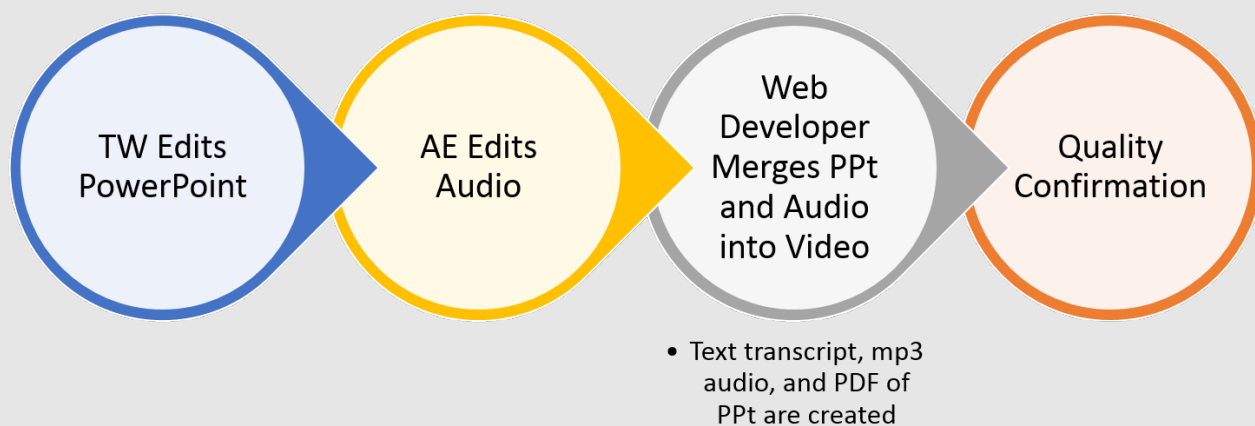 TW Edits
PowerPoint
AE Edits
Audio
Web
Developer
Merges PPt
and Audio
into Video
Quality
Confirmation
• Text transcript, mp3
audio, and PDF of
PPt are created